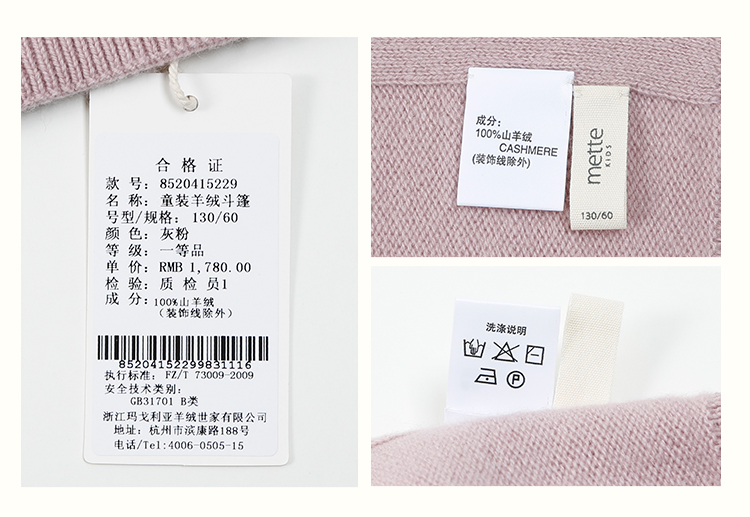 合格证
款 号: 8520415229
名 称: 童装羊绒斗篷
号型/规格: 130/60
颜 色: 灰粉
等 级: 一等品
单 价: RMB 1,780.00
检 验: 质 检 员1
成 分: 100%山羊绒
(装饰线除外)
85204152299831116
执行标准: FZ/T 73009-2009
安全技术类别:
GB31701 B类
浙江玛戈利亚羊绒世家有限公司
地址: 杭州市滨康路188号
电话/Tel:4006-0505-15
成分:
100%山羊绒
CASHMERE
(装饰线除外)
mette
KIDS
130/60
洗涤说明
P